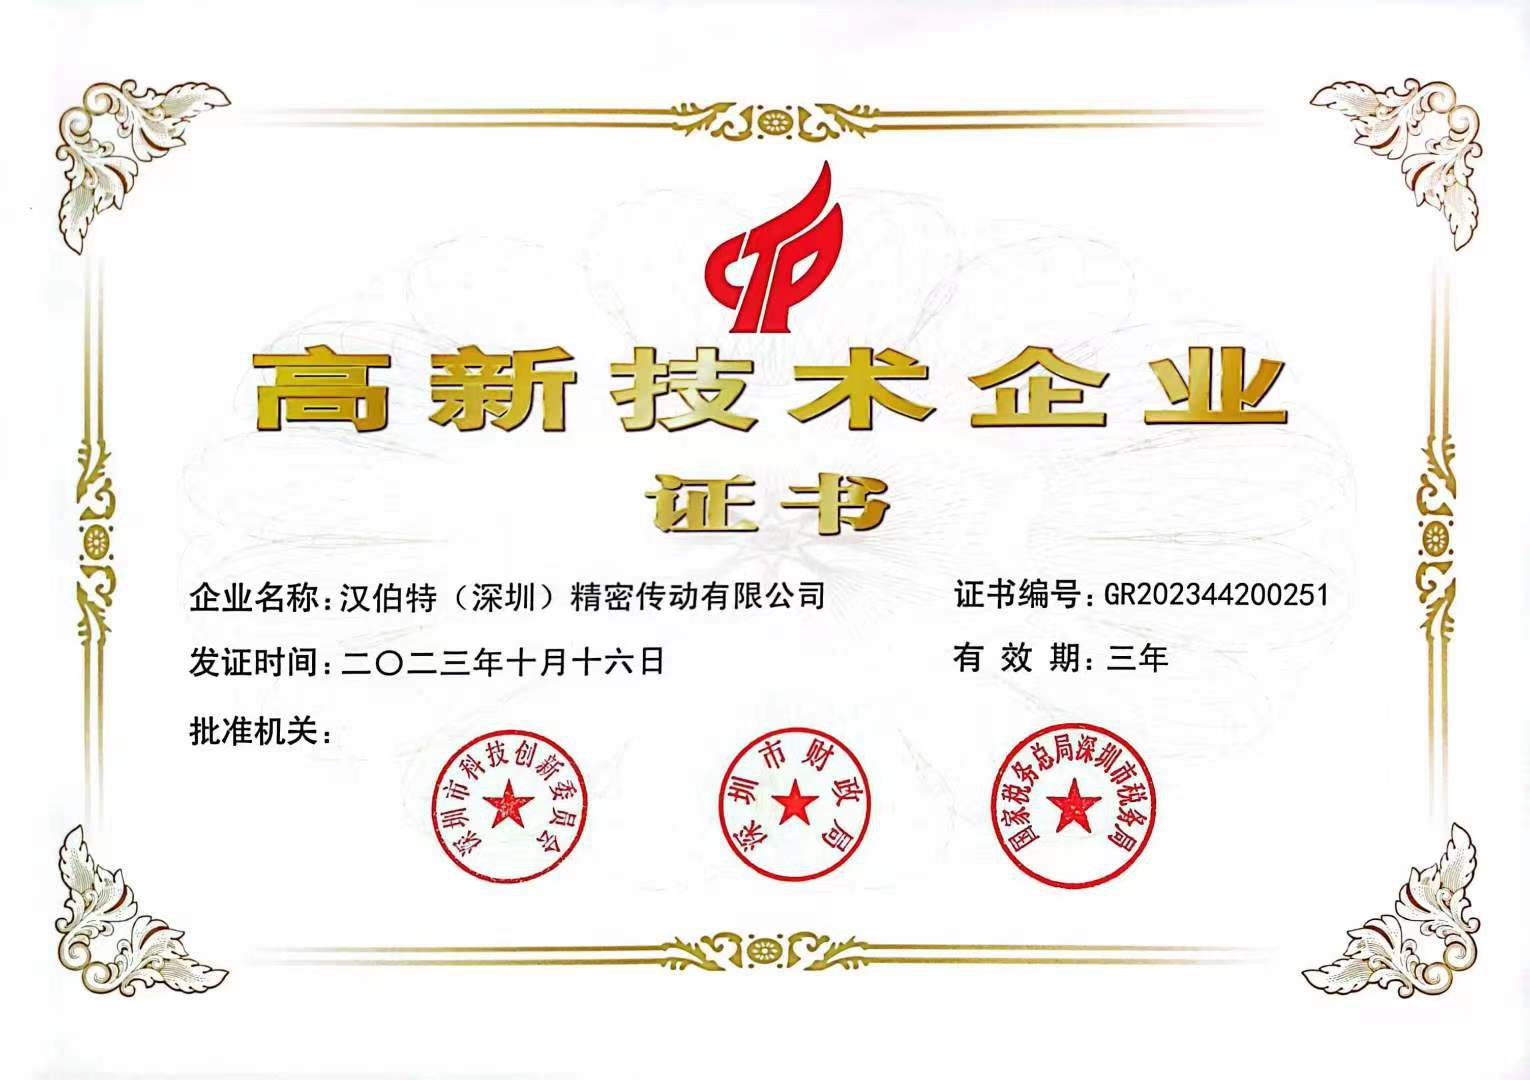 CTP
高新技术企业
证书
企业名称:汉伯特（深圳）精密传动有限公司
证书编号:GR202344200251
发证时间:二〇二三年十月十六日
有效期:三年
批准机关:
深圳市科技创新委员会
深圳市财政局
国家税务总局深圳市税务局